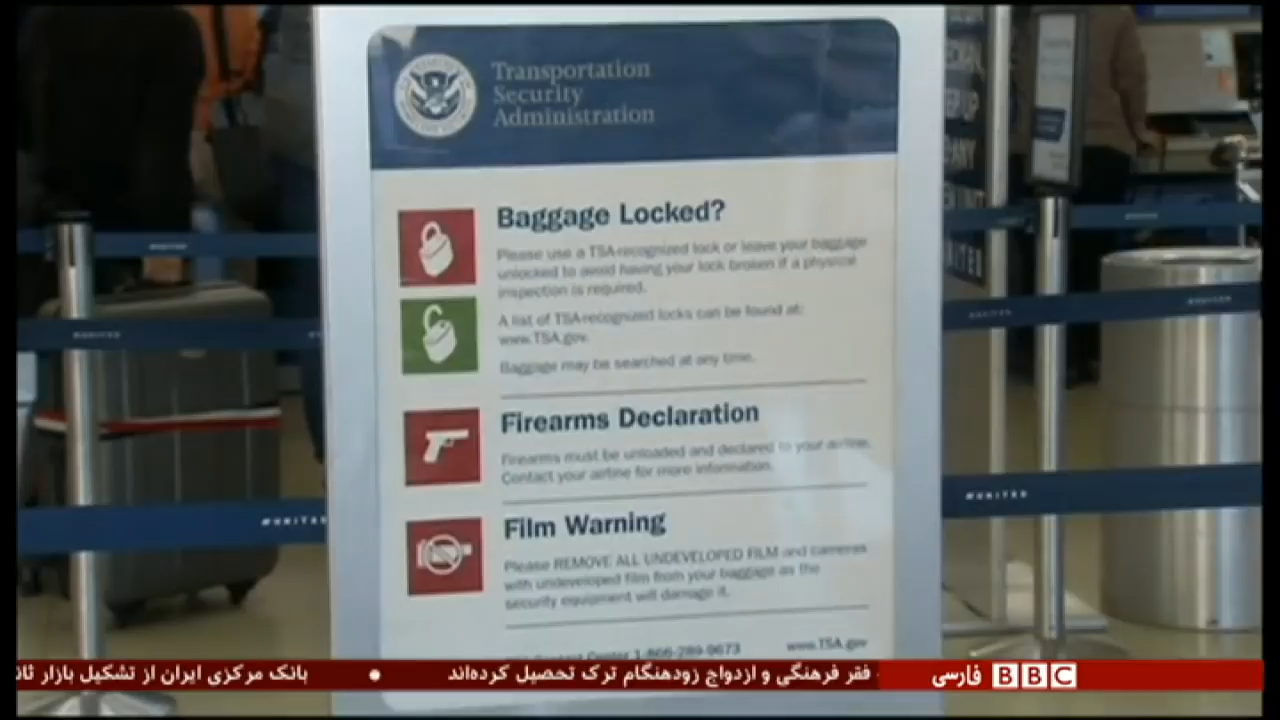 Transportation
Security
Administration
Baggage Locked?
Please use a TSA-recognized lock or leave your baggage
unlocked to avoid having your lock broken if a physical
inspection is required.
A list of TSA-recognized locks can be found at:
www.TSA.gov.
Baggage may be searched at any time.
Firearms Declaration
Firearms must be unloaded and declared to your airline.
Contact your airline for more information.
Film Warning
Please REMOVE ALL UNDEVELOPED FILM and cameras
with undeveloped film from your baggage as the
security equipment will damage it.
Contact Center 1-866-289-9673 www.TSA.gov
UNITED
UNITED
UNITED
BBC فارسی
فقر فرهنگی و ازدواج زودهنگام ترک تحصیل کرده‌اند • بانک مرکزی ایران از تشکیل بازار